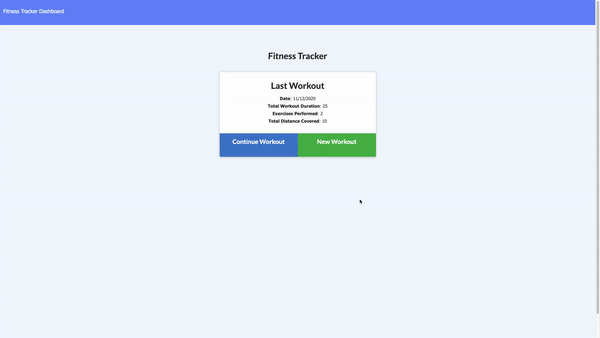 Fitness Tracker Dashboard
Fitness Tracker
Last Workout
Date: 11/12/2020
Total Workout Duration: 25
Exercises Performed: 2
Total Distance Covered: 10
Continue Workout New Workout